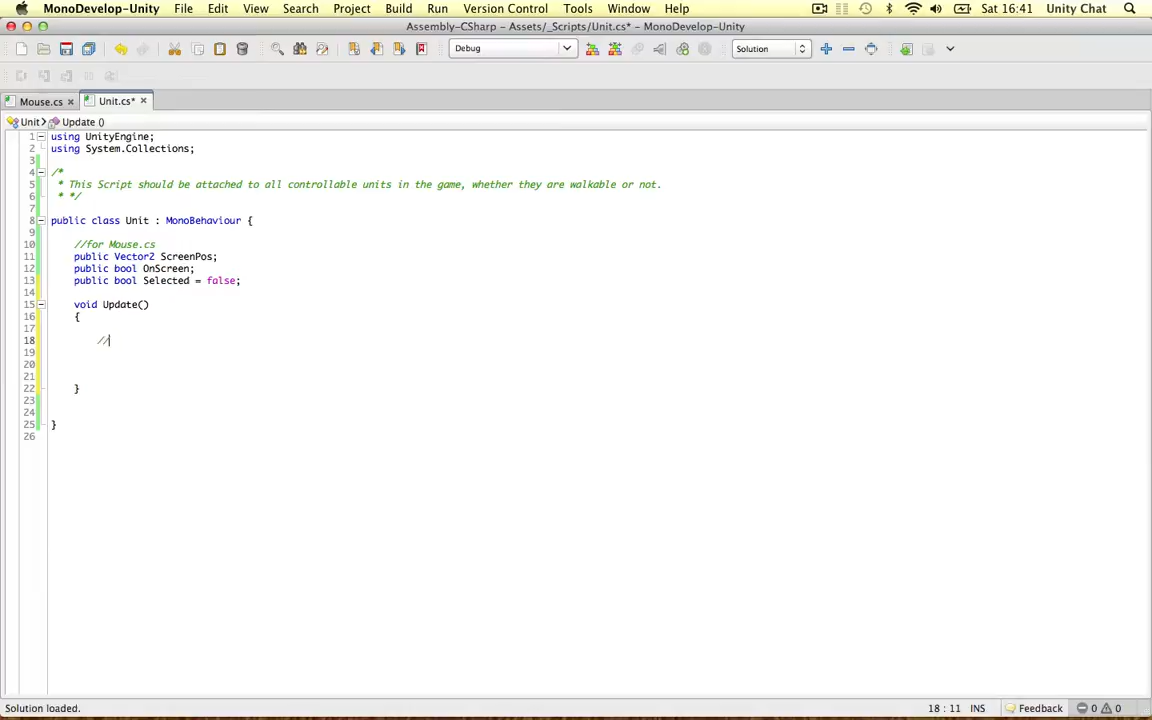 MonoDevelop-Unity File Edit View Search Project Build Run Version Control Tools Window Help Sat 16:41 Unity Chat
Assembly-CSharp – Assets/_Scripts/Unit.cs* – MonoDevelop-Unity
Debug Solution
Mouse.cs Unit.cs*
Unit Update ()
1 using UnityEngine;
2 using System.Collections;
3
4 /*
5 * This Script should be attached to all controllable units in the game, whether they are walkable or not.
6 * */
7
8 public class Unit : MonoBehaviour {
9
10 //for Mouse.cs
11 public Vector2 ScreenPos;
12 public bool OnScreen;
13 public bool Selected = false;
14
15 void Update()
16 {
17
18 //
19
20
21
22 }
23
24
25 }
26
Solution loaded. 18 : 11 INS Feedback 0 0